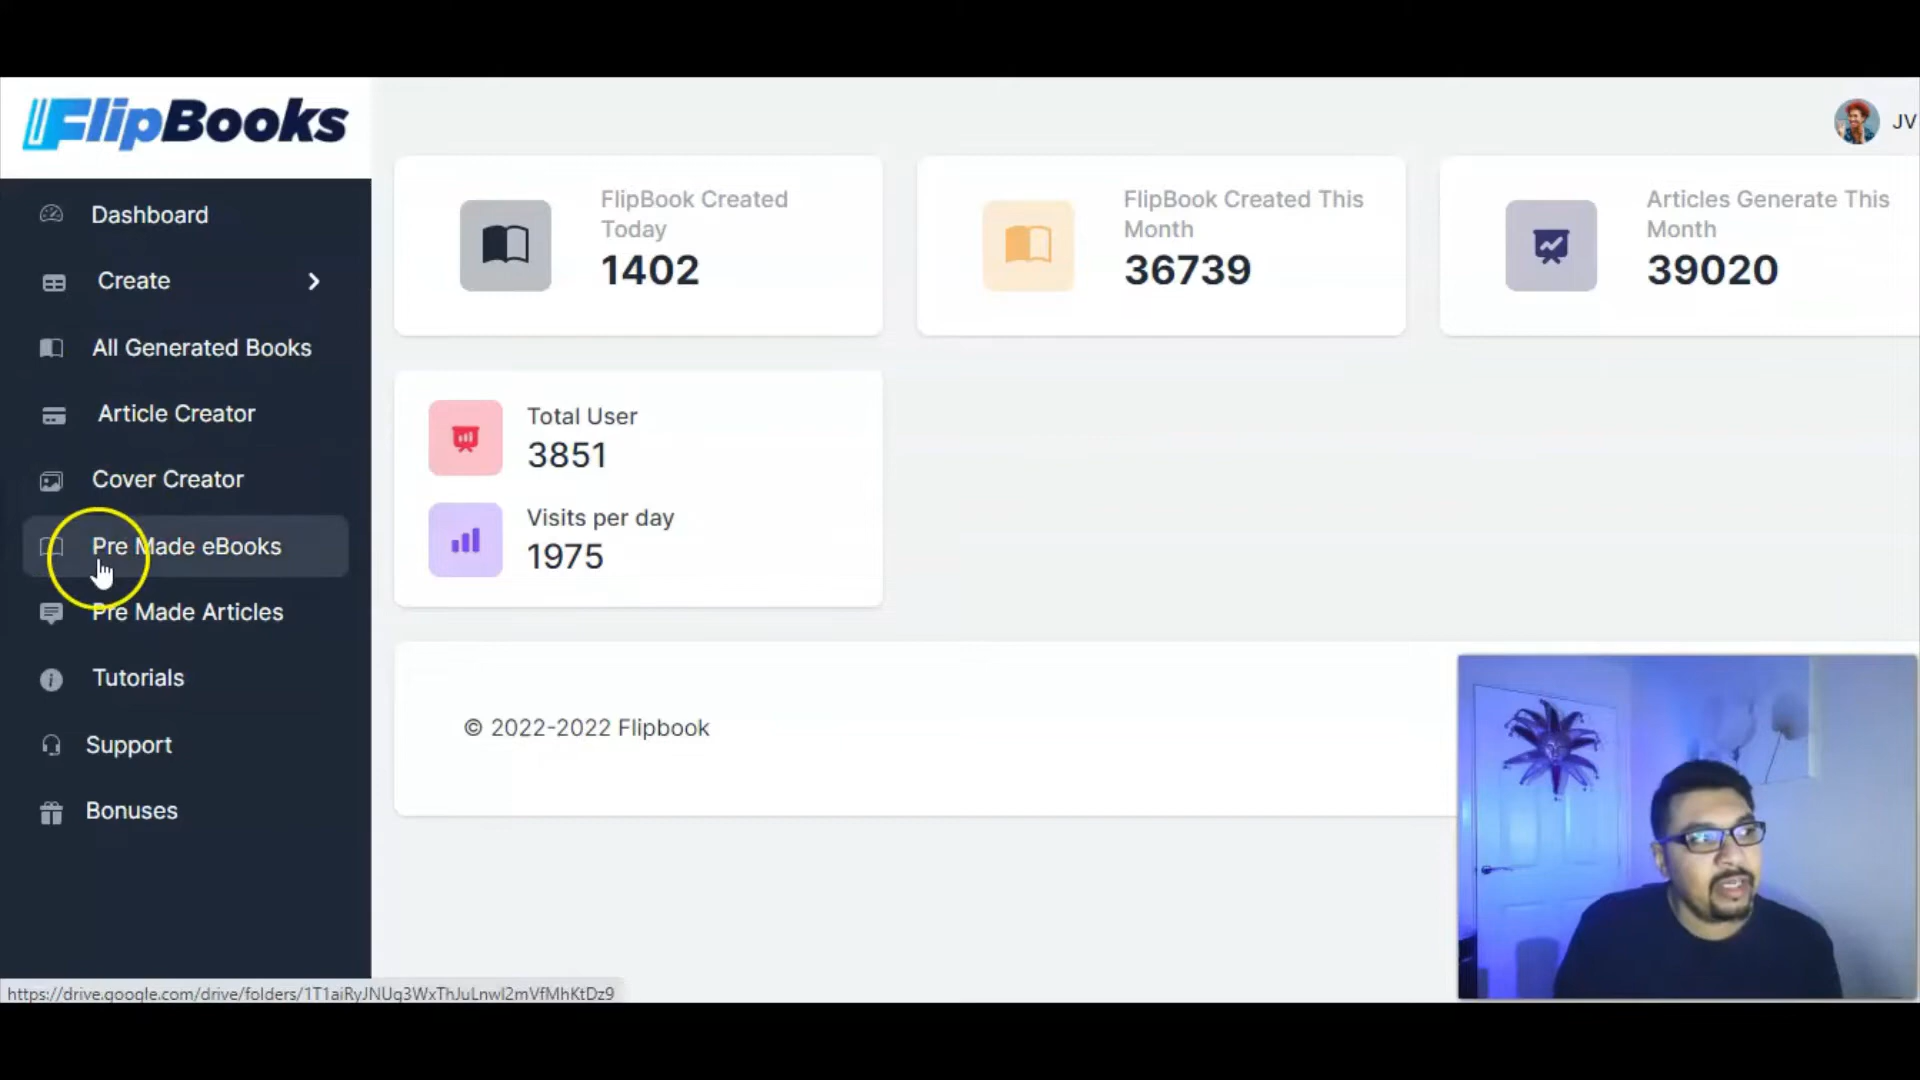 FlipBooks
JV
Dashboard
Create
All Generated Books
Article Creator
Cover Creator
Pre Made eBooks
Pre Made Articles
Tutorials
Support
Bonuses
FlipBook Created
Today
1402
FlipBook Created This
Month
36739
Articles Generate This
Month
39020
Total User
3851
Visits per day
1975
© 2022-2022 Flipbook
https://drive.google.com/drive/folders/1T1aiRyJNUq3WxThJuLnwI2mVfMhKtDz9